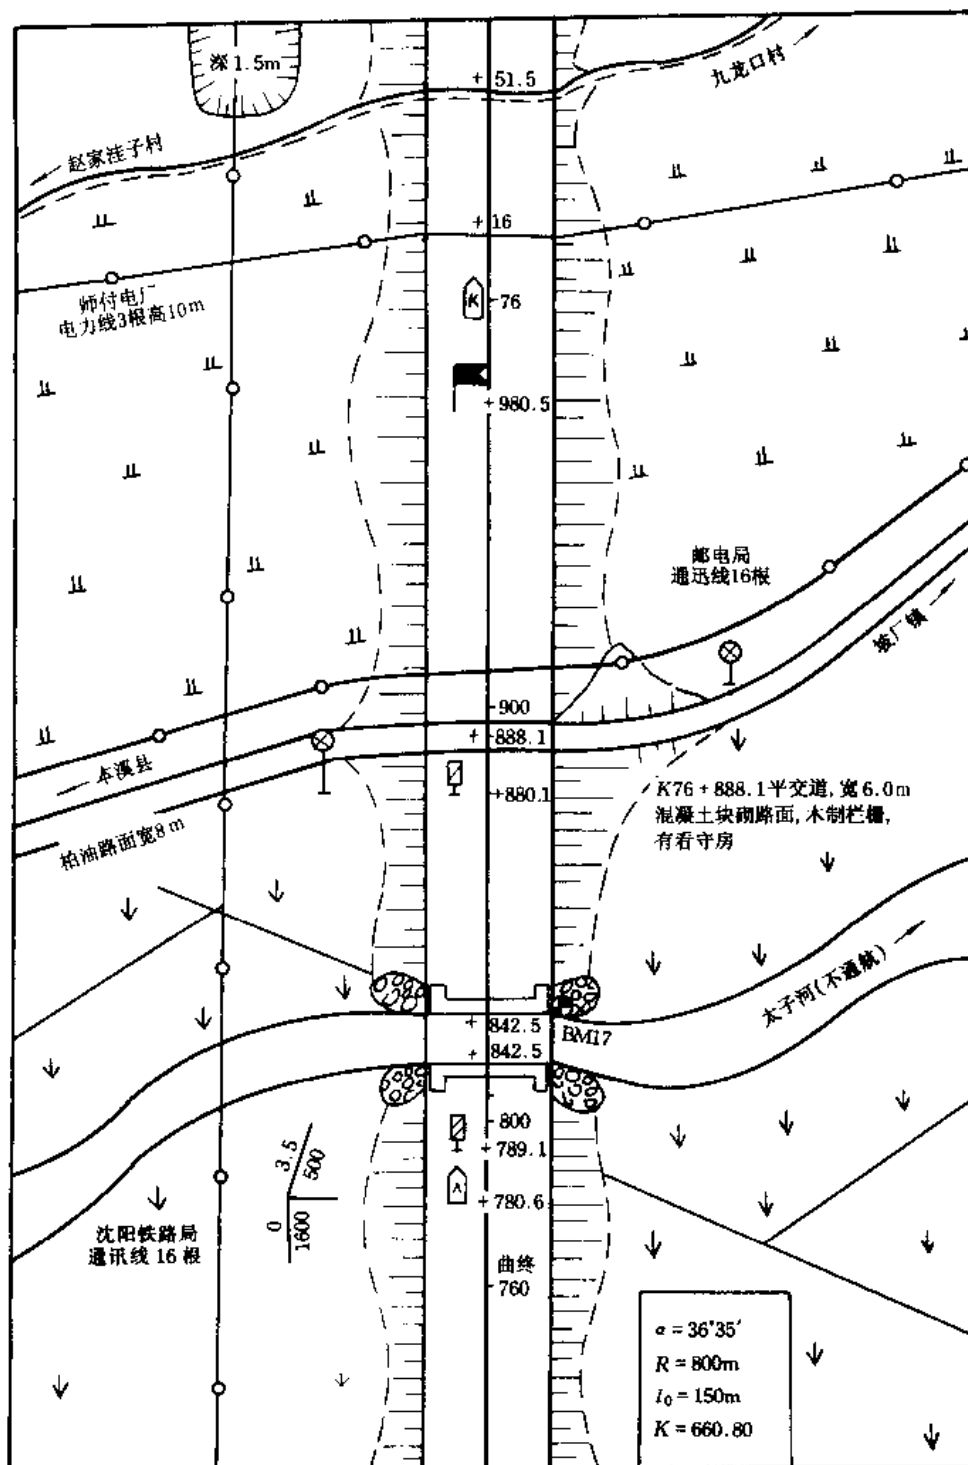 深1.5m
+ 51.5
九龙口村
赵家洼子村
+ 16
师付电厂
电力线3根高10m
K
76
+980.5
邮电局
通迅线16根
坡厂镇
900
+888.1
本溪县
+880.1
柏油路面宽8m
K76+888.1平交道,宽6.0m
混凝土块砌路面,木制栏栅,
有看守房
太子河(不通航)
+842.5
BM17
+842.5
800
+789.1
3.5
500
0
1600
A
+780.6
沈阳铁路局
通讯线16根
曲终
760
α=36°35′
R=800m
l₀=150m
K=660.80